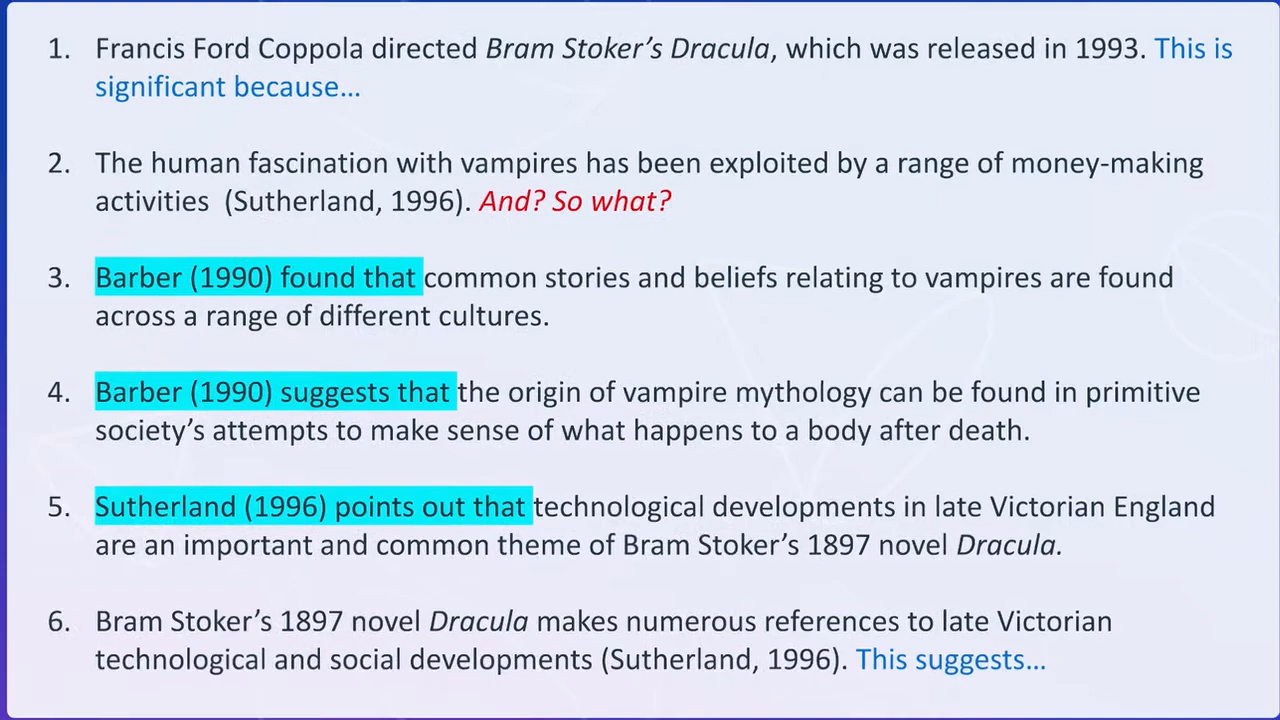 1. Francis Ford Coppola directed Bram Stoker’s Dracula, which was released in 1993. This is
significant because…
2. The human fascination with vampires has been exploited by a range of money-making
activities  (Sutherland, 1996). And? So what?
3. Barber (1990) found that common stories and beliefs relating to vampires are found
across a range of different cultures.
4. Barber (1990) suggests that the origin of vampire mythology can be found in primitive
society’s attempts to make sense of what happens to a body after death.
5. Sutherland (1996) points out that technological developments in late Victorian England
are an important and common theme of Bram Stoker’s 1897 novel Dracula.
6. Bram Stoker’s 1897 novel Dracula makes numerous references to late Victorian
technological and social developments (Sutherland, 1996). This suggests…